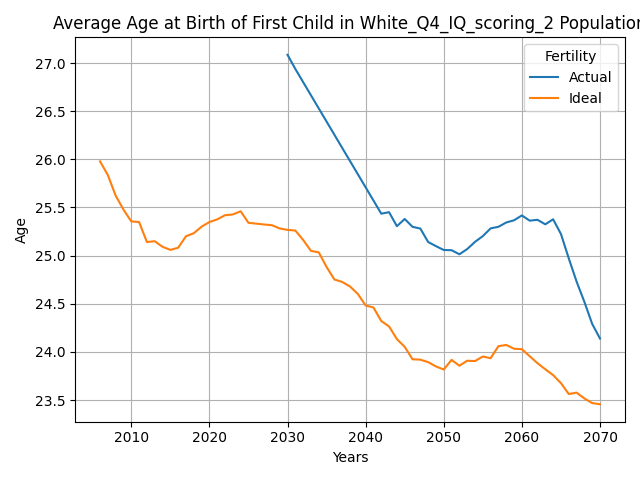 Average Age at Birth of First Child in White_Q4_IQ_scoring_2 Population
Fertility
Actual
Ideal
27.0
26.5
26.0
25.5
25.0
24.5
24.0
23.5
Age
2010 2020 2030 2040 2050 2060 2070
Years